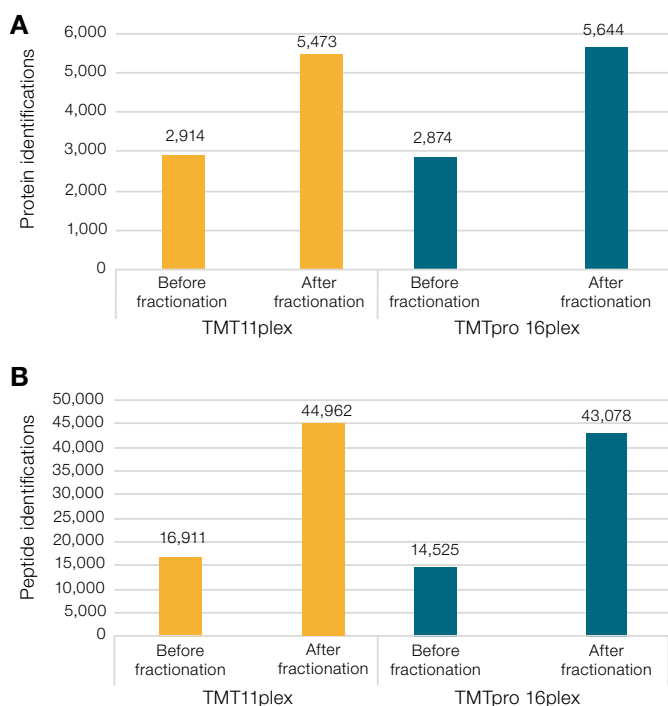 A
Protein identifications
6,000
5,000
4,000
3,000
2,000
1,000
0
2,914
5,473
2,874
5,644
Before
fractionation
After
fractionation
Before
fractionation
After
fractionation
TMT11plex
TMTpro 16plex
B
Peptide identifications
50,000
45,000
40,000
35,000
30,000
25,000
20,000
15,000
10,000
5,000
0
16,911
44,962
14,525
43,078
Before
fractionation
After
fractionation
Before
fractionation
After
fractionation
TMT11plex
TMTpro 16plex